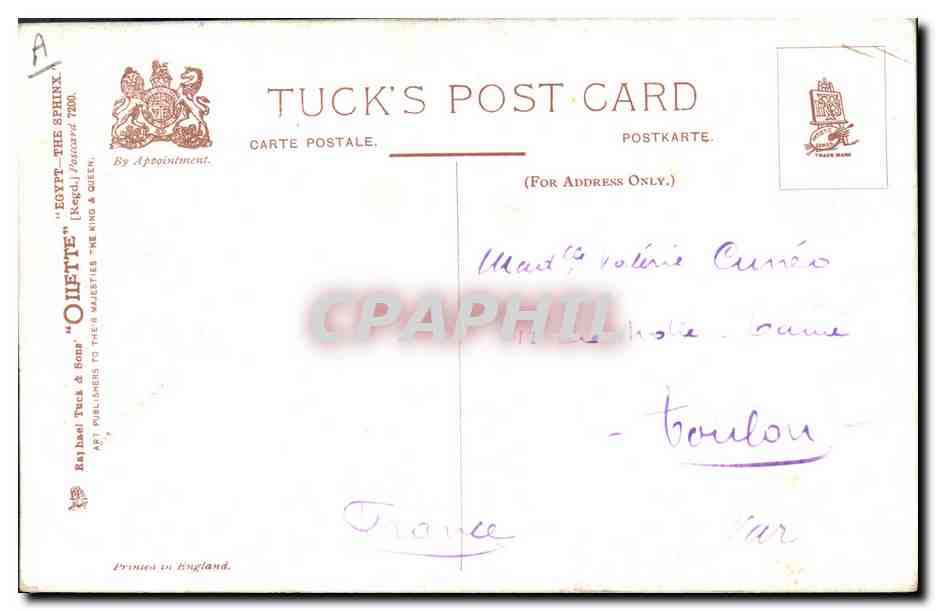 A
TUCK'S POST CARD
CARTE POSTALE.
POSTKARTE.
(FOR ADDRESS ONLY.)
By Appointment.
TRADE MARK
Raphael Tuck & Sons' "OILETTE" "EGYPT—THE SPHINX."
[Regd.] Postcard 7200.
ART PUBLISHERS TO THEIR MAJESTIES THE KING & QUEEN.
Valérie Cunéo
CPAPHIL
Toulon
France
Var
Printed in England.